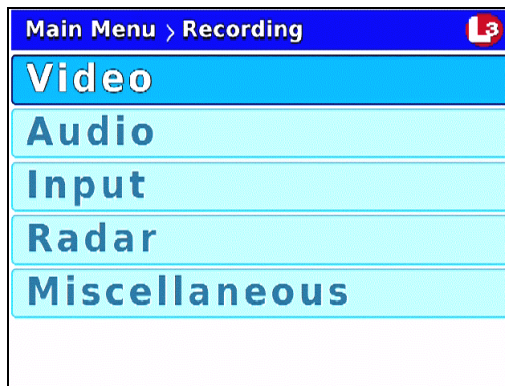 Main Menu > Recording L3
Video
Audio
Input
Radar
Miscellaneous